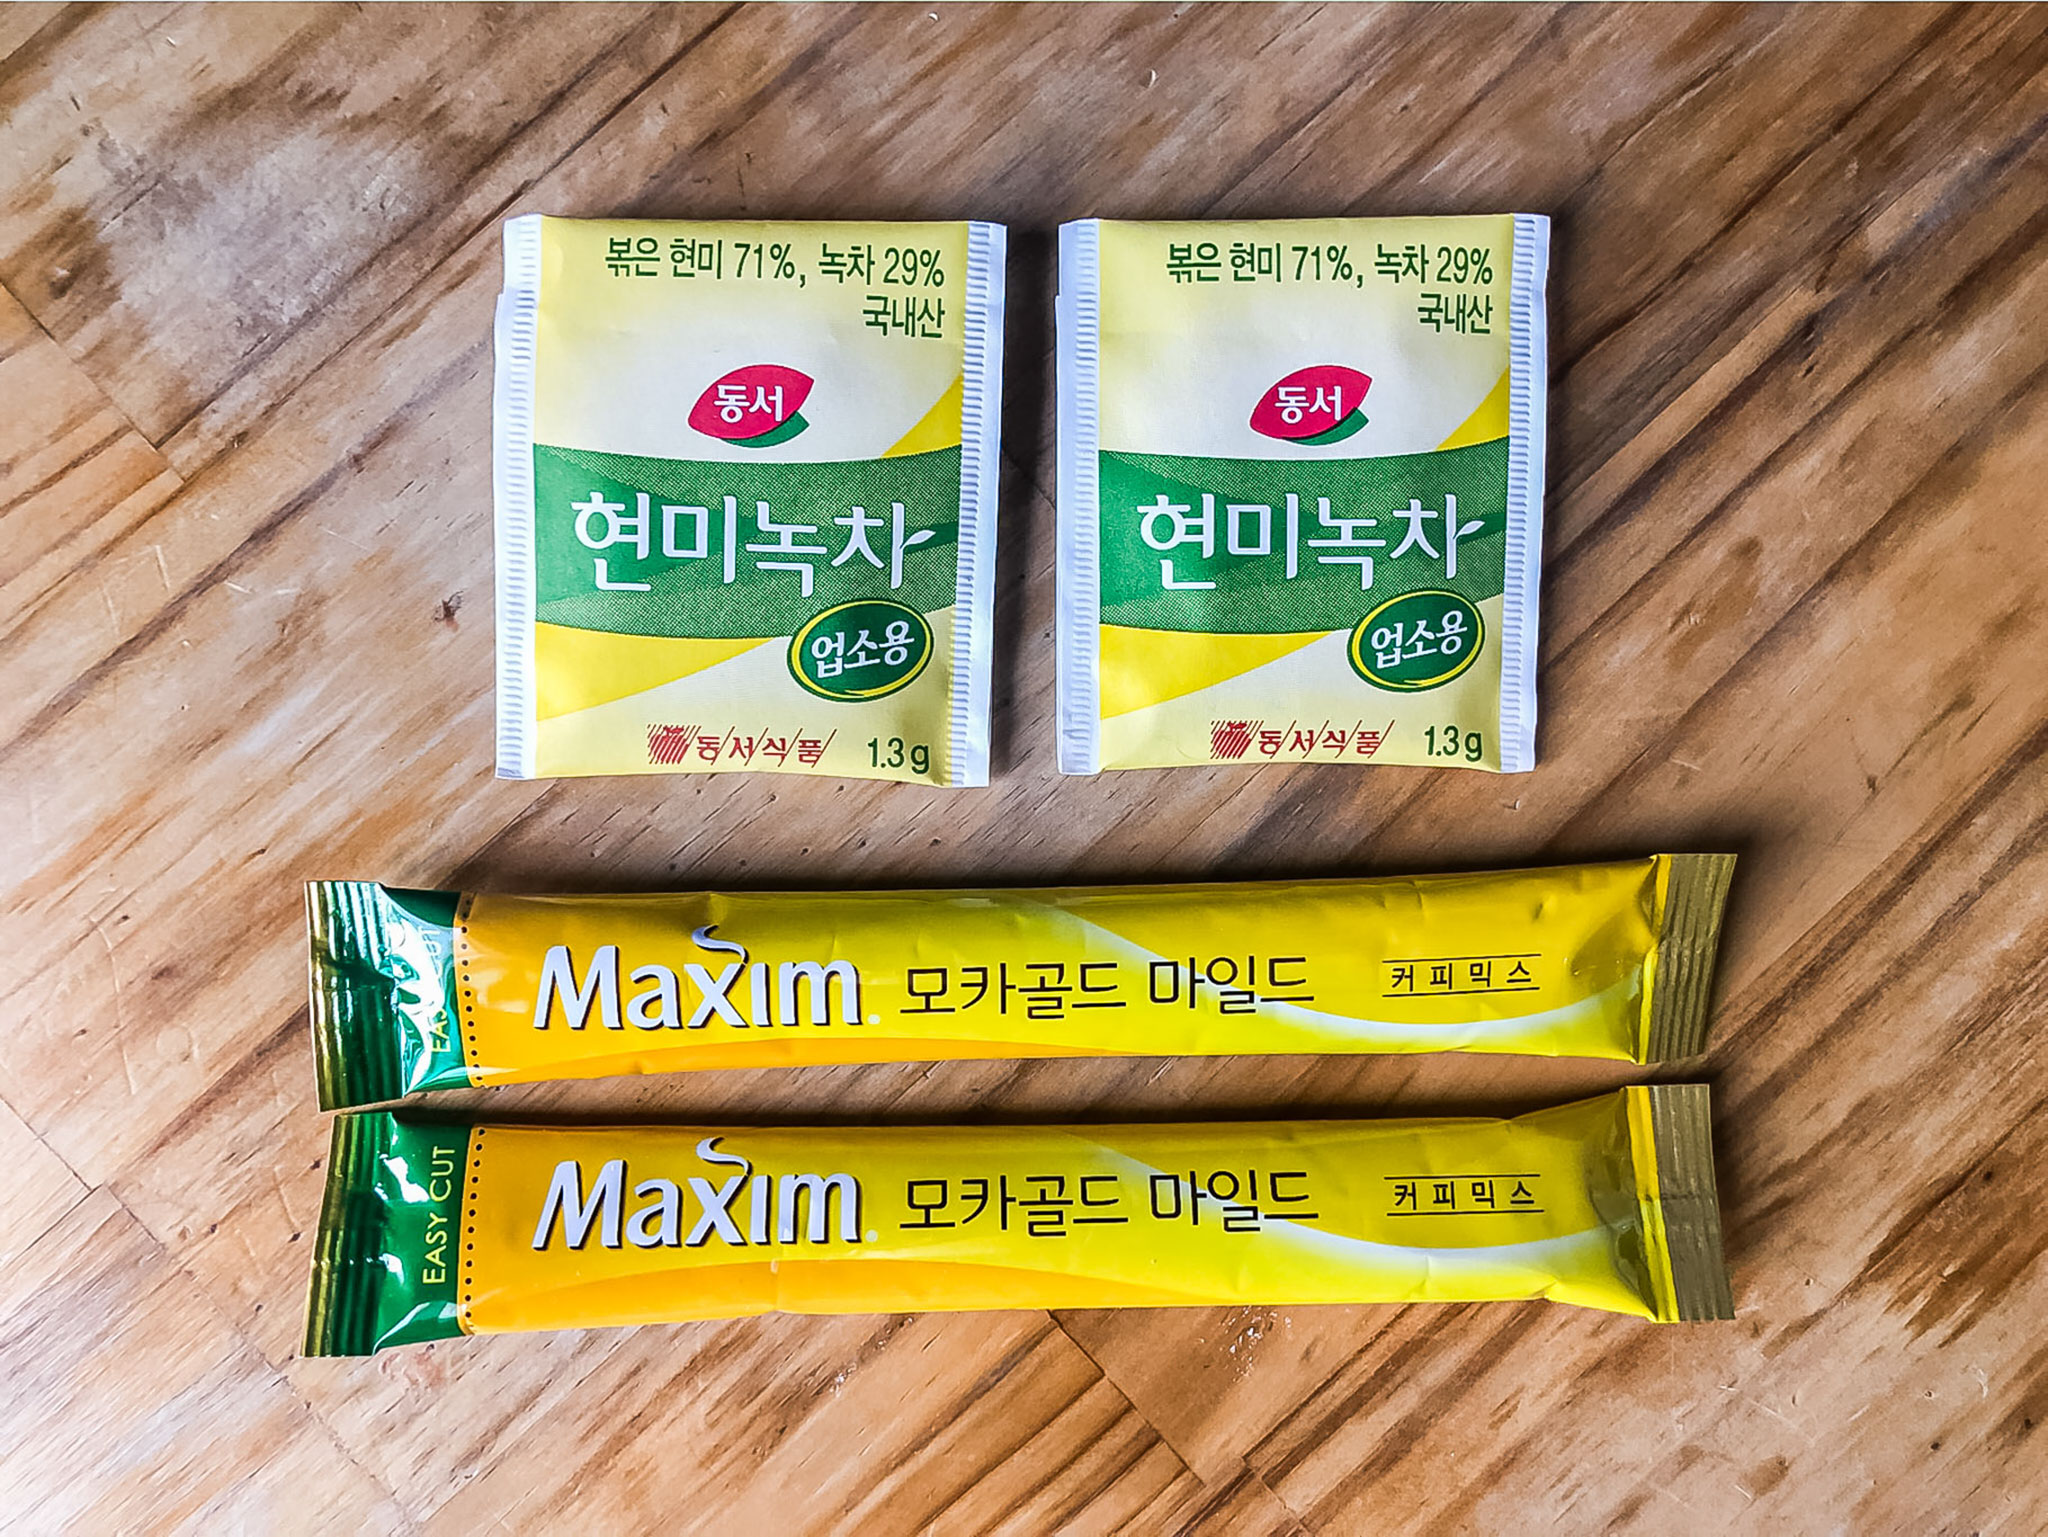 볶은 현미 71%, 녹차 29%
국내산
동서
현미녹차
업소용
동서식품 1.3g
볶은 현미 71%, 녹차 29%
국내산
동서
현미녹차
업소용
동서식품 1.3g
EASY CUT
Maxim 모카골드 마일드 커피믹스
EASY CUT
Maxim 모카골드 마일드 커피믹스